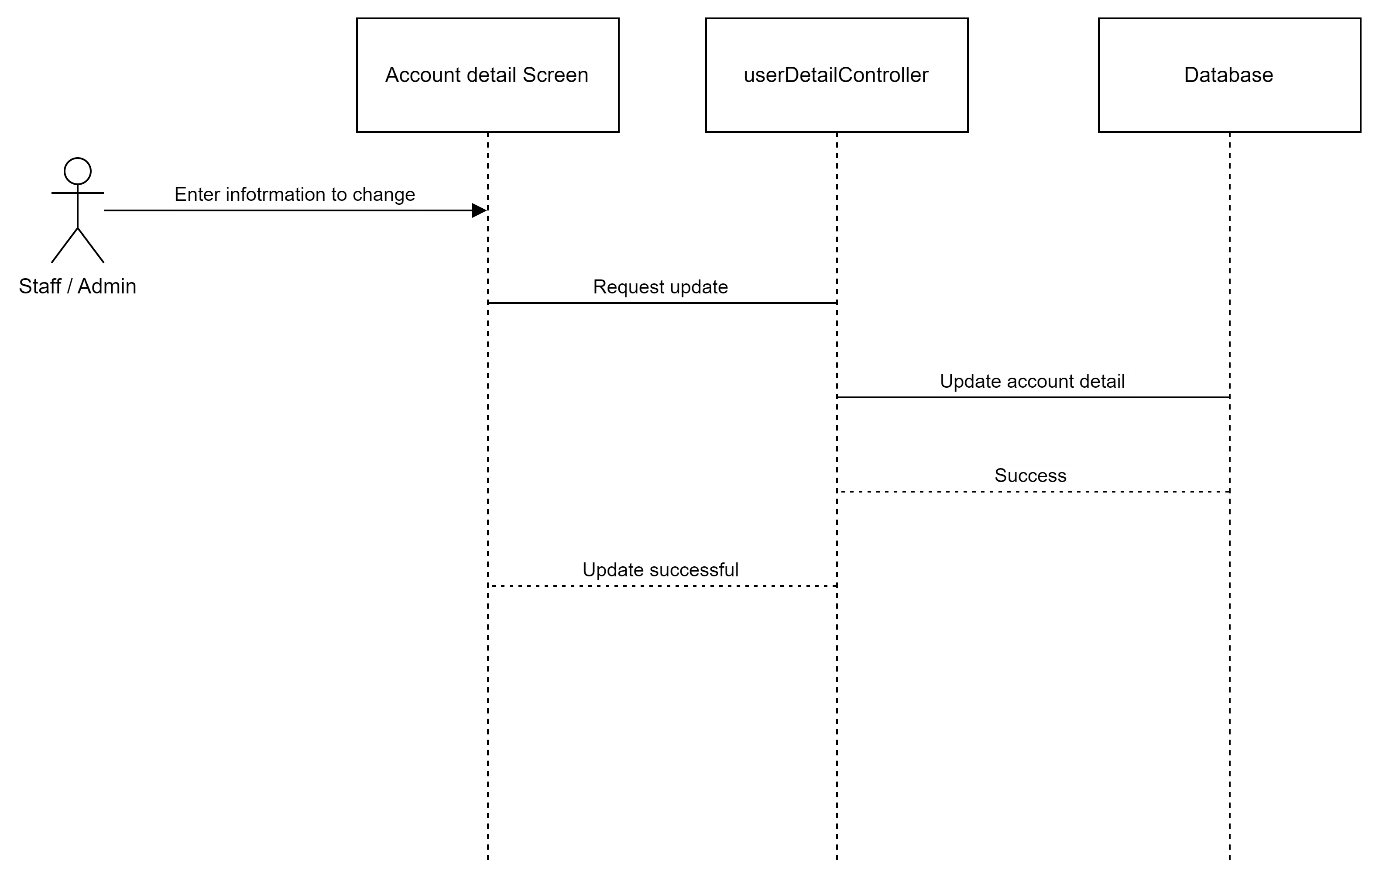 Account detail Screen
userDetailController
Database
Enter infotrmation to change
Staff / Admin
Request update
Update account detail
Success
Update successful